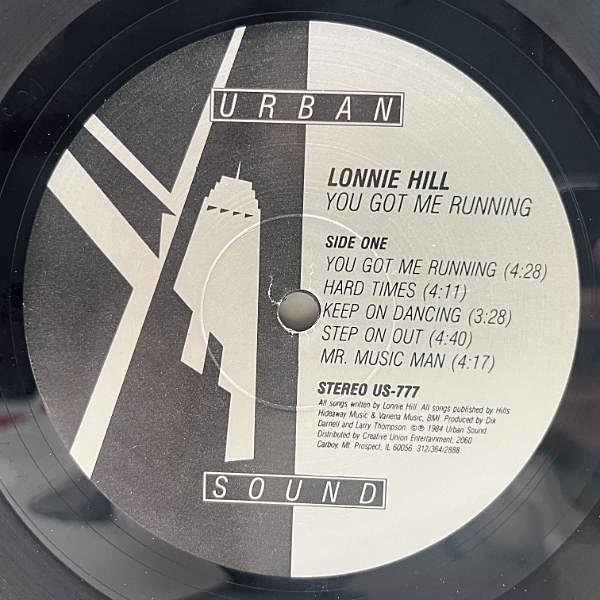 URBAN
LONNIE HILL
YOU GOT ME RUNNING
SIDE ONE
YOU GOT ME RUNNING (4:28)
HARD TIMES (4:11)
KEEP ON DANCING (3:28)
STEP ON OUT (4:40)
MR. MUSIC MAN (4:17)
STEREO US-777
All songs written by Lonnie Hill. All songs published by Hills
Hideaway Music & Variena Music, BMI. Produced by Dik
Darnell and Larry Thompson. ©℗ 1984 Urban Sound.
Distributed by Creative Union Entertainment, 2060
Carboy, Mt. Prospect, IL 60056. 312/364/2888.
SOUND